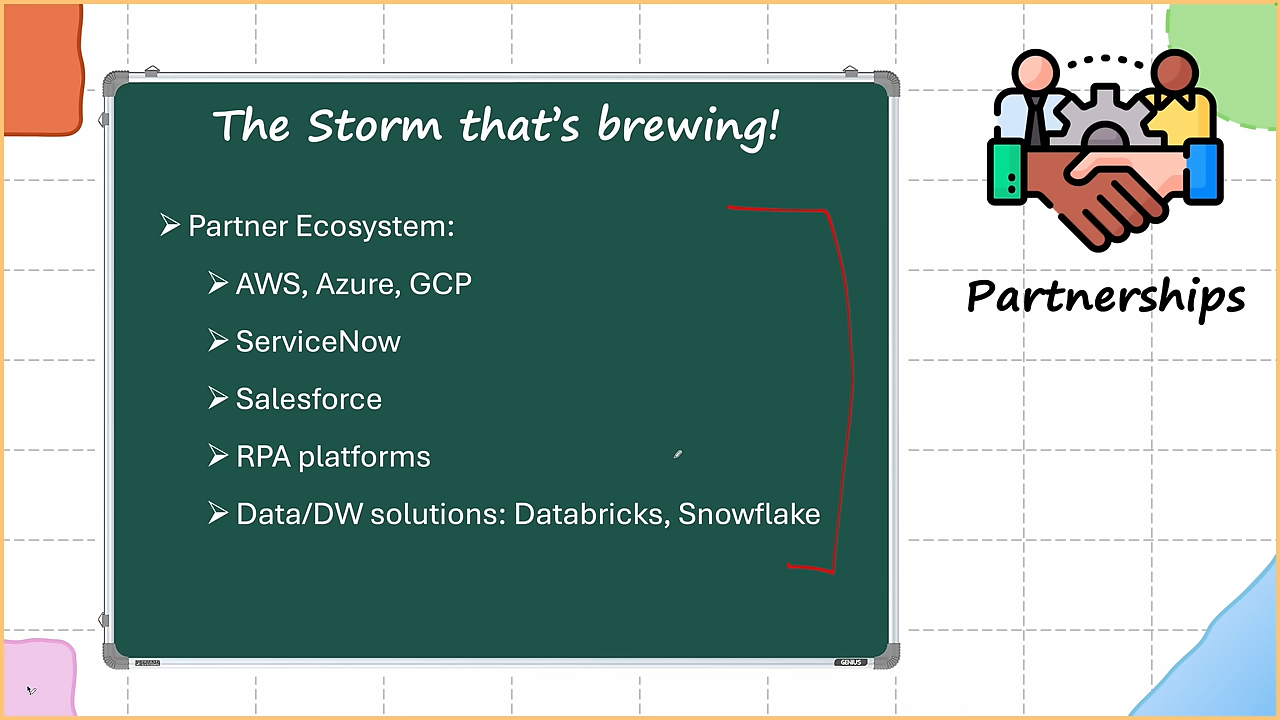 The Storm that's brewing!
Partner Ecosystem:
AWS, Azure, GCP
ServiceNow
Salesforce
RPA platforms
Data/DW solutions: Databricks, Snowflake
Partnerships
GENIUS